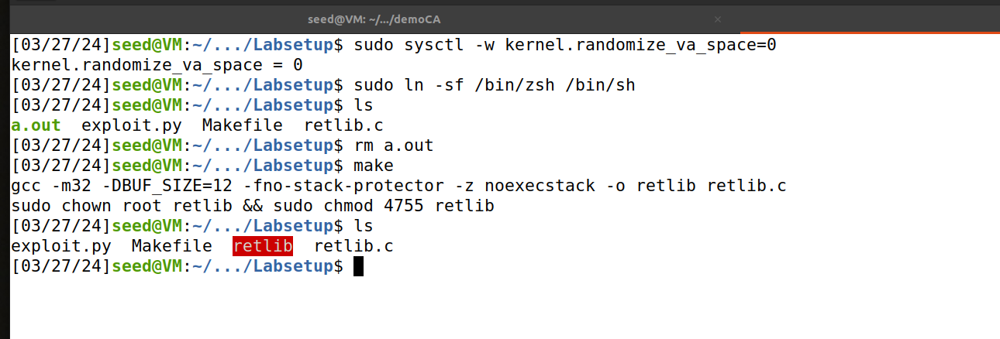 seed@VM: ~/.../demoCA ×
[03/27/24]seed@VM:~/.../Labsetup$ sudo sysctl -w kernel.randomize_va_space=0
kernel.randomize_va_space = 0
[03/27/24]seed@VM:~/.../Labsetup$ sudo ln -sf /bin/zsh /bin/sh
[03/27/24]seed@VM:~/.../Labsetup$ ls
a.out  exploit.py  Makefile  retlib.c
[03/27/24]seed@VM:~/.../Labsetup$ rm a.out
[03/27/24]seed@VM:~/.../Labsetup$ make
gcc -m32 -DBUF_SIZE=12 -fno-stack-protector -z noexecstack -o retlib retlib.c
sudo chown root retlib && sudo chmod 4755 retlib
[03/27/24]seed@VM:~/.../Labsetup$ ls
exploit.py  Makefile  retlib  retlib.c
[03/27/24]seed@VM:~/.../Labsetup$